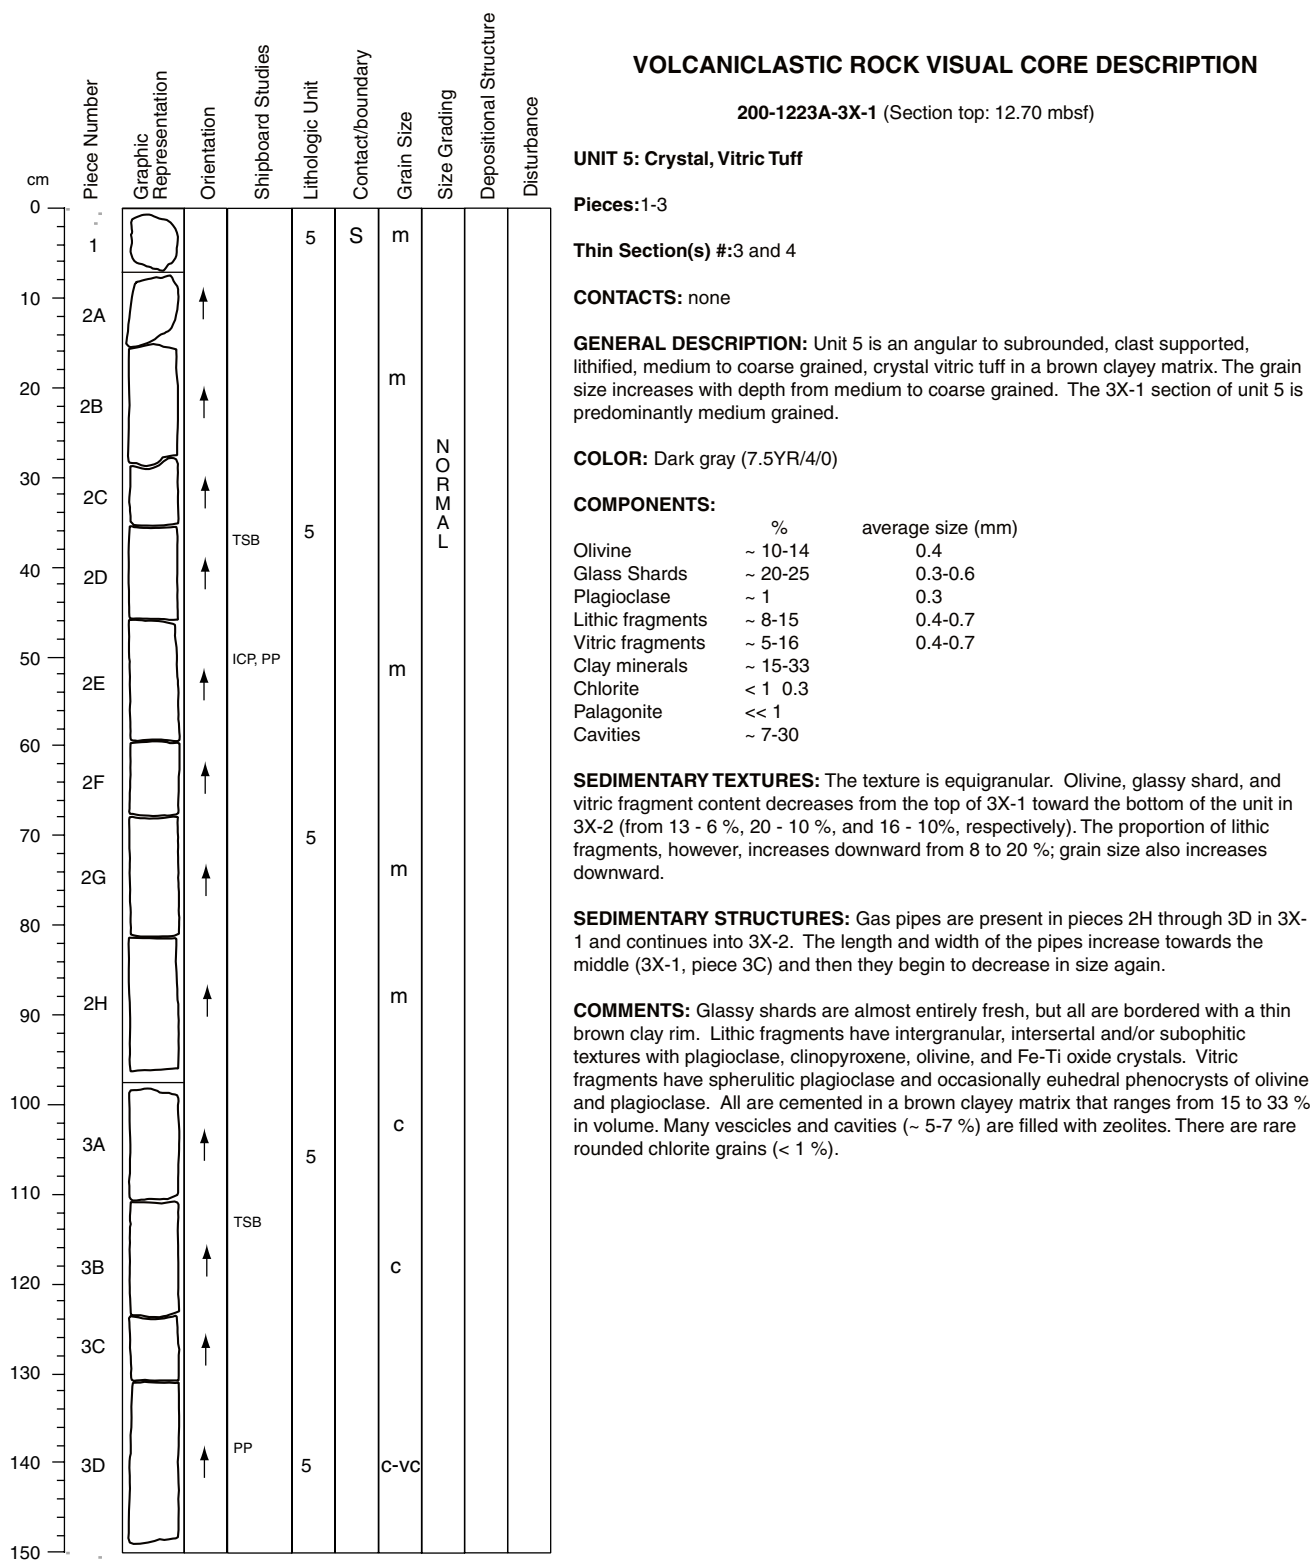 cm
Piece Number
Graphic
Representation
Orientation
Shipboard Studies
Lithologic Unit
Contact/boundary
Grain Size
Size Grading
Depositional Structure
Disturbance
0
1
5
S
m
10
2A
m
20
2B
30
2C
NORMAL
TSB
5
40
2D
50
ICP, PP
m
2E
60
2F
70
5
2G
m
80
2H
m
90
100
c
3A
5
110
TSB
3B
c
120
3C
130
PP
140
3D
5
c-vc
150
VOLCANICLASTIC ROCK VISUAL CORE DESCRIPTION
200-1223A-3X-1 (Section top: 12.70 mbsf)
UNIT 5: Crystal, Vitric Tuff
Pieces:1-3
Thin Section(s) #:3 and 4
CONTACTS: none
GENERAL DESCRIPTION: Unit 5 is an angular to subrounded, clast supported,
lithified, medium to coarse grained, crystal vitric tuff in a brown clayey matrix. The grain
size increases with depth from medium to coarse grained. The 3X-1 section of unit 5 is
predominantly medium grained.
COLOR: Dark gray (7.5YR/4/0)
COMPONENTS:
% average size (mm)
Olivine ~ 10-14 0.4
Glass Shards ~ 20-25 0.3-0.6
Plagioclase ~ 1 0.3
Lithic fragments ~ 8-15 0.4-0.7
Vitric fragments ~ 5-16 0.4-0.7
Clay minerals ~ 15-33
Chlorite < 1 0.3
Palagonite << 1
Cavities ~ 7-30
SEDIMENTARY TEXTURES: The texture is equigranular. Olivine, glassy shard, and
vitric fragment content decreases from the top of 3X-1 toward the bottom of the unit in
3X-2 (from 13 - 6 %, 20 - 10 %, and 16 - 10%, respectively). The proportion of lithic
fragments, however, increases downward from 8 to 20 %; grain size also increases
downward.
SEDIMENTARY STRUCTURES: Gas pipes are present in pieces 2H through 3D in 3X-
1 and continues into 3X-2. The length and width of the pipes increase towards the
middle (3X-1, piece 3C) and then they begin to decrease in size again.
COMMENTS: Glassy shards are almost entirely fresh, but all are bordered with a thin
brown clay rim. Lithic fragments have intergranular, intersertal and/or subophitic
textures with plagioclase, clinopyroxene, olivine, and Fe-Ti oxide crystals. Vitric
fragments have spherulitic plagioclase and occasionally euhedral phenocrysts of olivine
and plagioclase. All are cemented in a brown clayey matrix that ranges from 15 to 33 %
in volume. Many vescicles and cavities (~ 5-7 %) are filled with zeolites. There are rare
rounded chlorite grains (< 1 %).